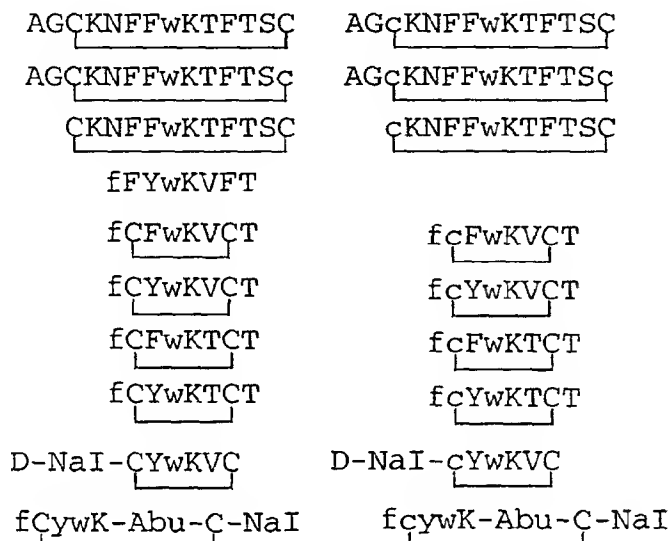 AGCKNFFwKTFTSC AGcKNFFwKTFTSC
AGCKNFFwKTFTSc AGcKNFFwKTFTSc
CKNFFwKTFTSC cKNFFwKTFTSC
fFYwKVFT
fCFwKVCT fcFwKVCT
fCYwKVCT fcYwKVCT
fCFwKTCT fcFwKTCT
fCYwKTCT fcYwKTCT
D-NaI-CYwKVC D-NaI-cYwKVC
fCywK-Abu-C-NaI fcywK-Abu-C-NaI